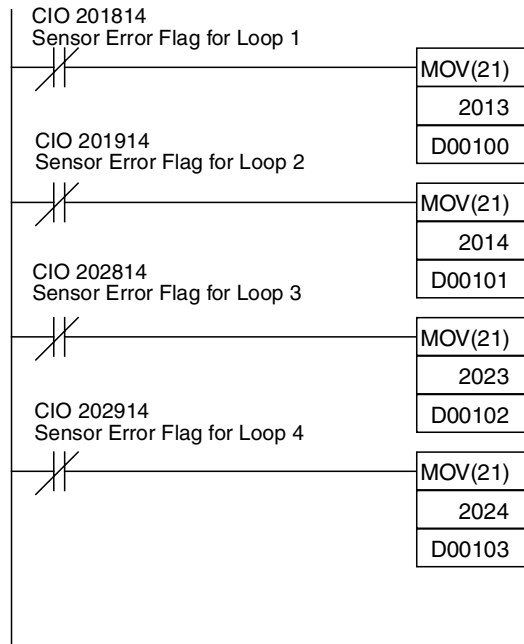 CIO 201814
Sensor Error Flag for Loop 1
MOV(21)
2013
D00100
CIO 201914
Sensor Error Flag for Loop 2
MOV(21)
2014
D00101
CIO 202814
Sensor Error Flag for Loop 3
MOV(21)
2023
D00102
CIO 202914
Sensor Error Flag for Loop 4
MOV(21)
2024
D00103